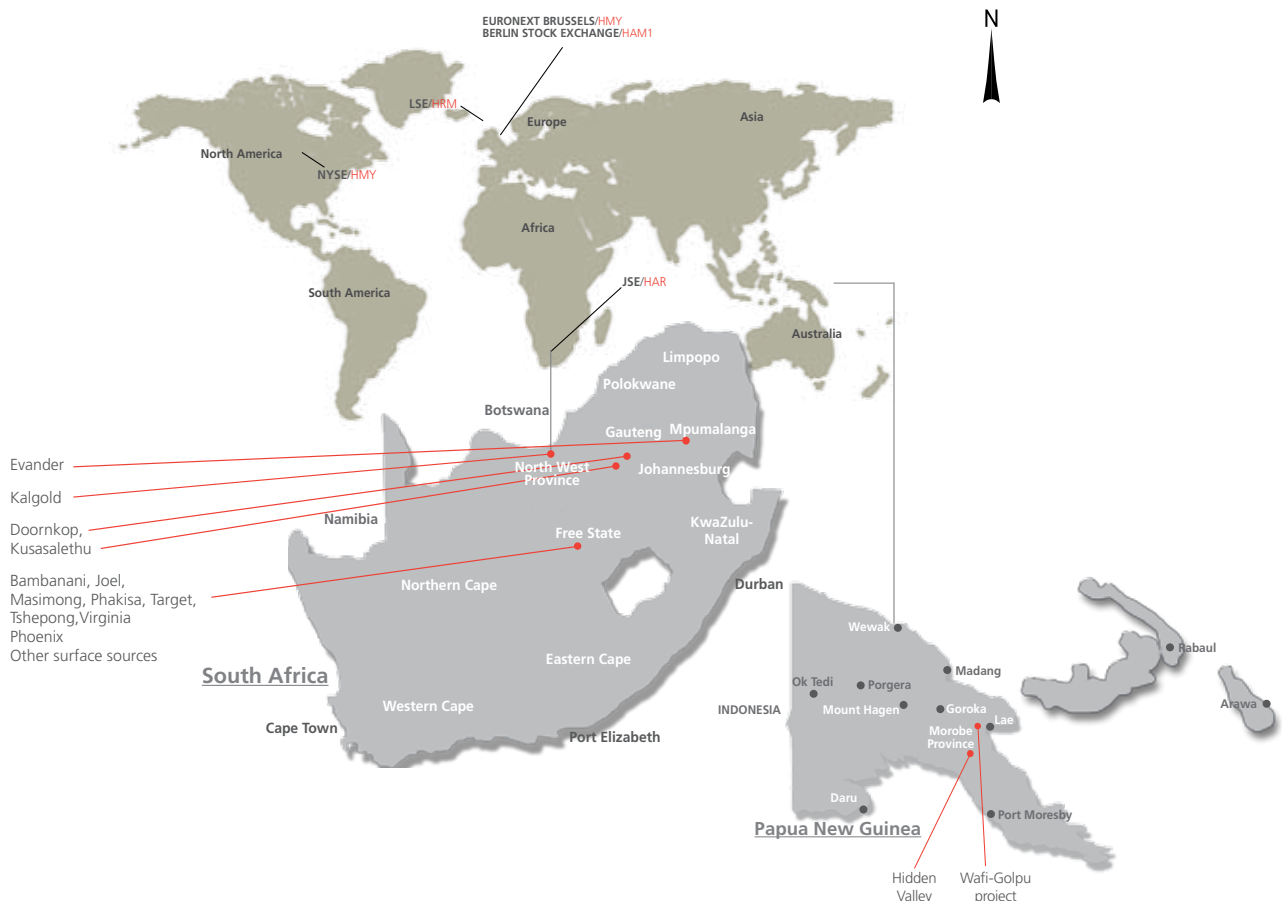 EURONEXT BRUSSELS/HMY
BERLIN STOCK EXCHANGE/HAM1
N
LSE/HRM
Europe
Asia
North America
NYSE/HMY
Africa
JSE/HAR
South America
Australia
Limpopo
Polokwane
Botswana
Gauteng
Mpumalanga
Evander
North West
Province
Johannesburg
Kalgold
Namibia
Doornkop,
Kusasalethu
Free State
KwaZulu-
Natal
Bambanani, Joel,
Masimong, Phakisa, Target,
Tshepong,Virginia
Phoenix
Other surface sources
Northern Cape
Durban
Eastern Cape
South Africa
Western Cape
Cape Town
Port Elizabeth
Wewak
Madang
Rabaul
Ok Tedi
Porgera
Arawa
INDONESIA
Mount Hagen
Goroka
Lae
Morobe
Province
Daru
Port Moresby
Papua New Guinea
Hidden
Valley
Wafi-Golpu
project